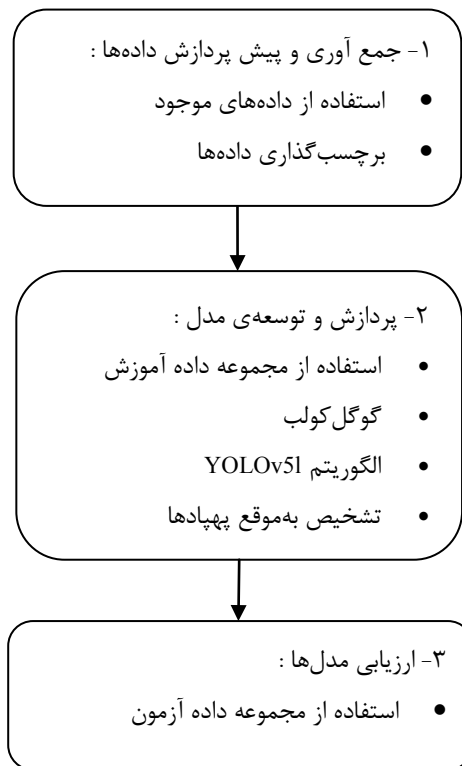 ۱- جمع آوری و پیش پردازش داده‌ها :
• استفاده از داده‌های موجود
• برچسب‌گذاری داده‌ها
۲- پردازش و توسعه‌ی مدل :
• استفاده از مجموعه داده آموزش
• گوگل‌کولب
• الگوریتم YOLOv5l
• تشخیص به‌موقع پهپادها
۳- ارزیابی مدل‌ها :
• استفاده از مجموعه داده آزمون